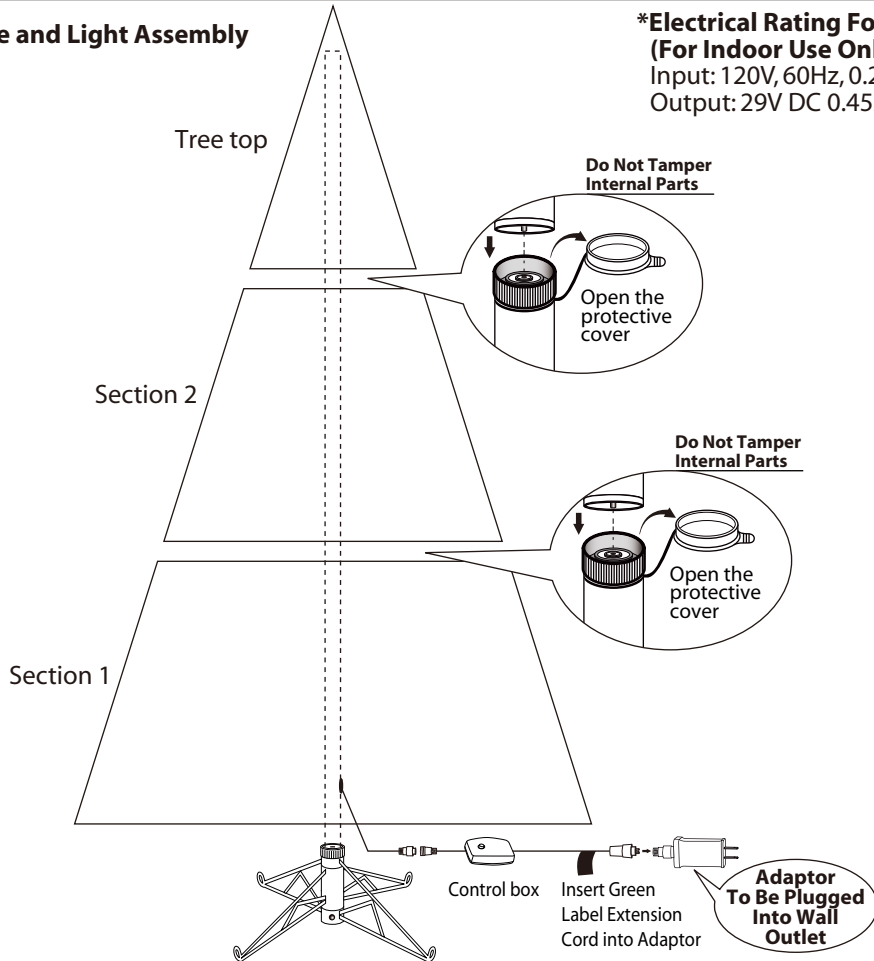 e and Light Assembly
*Electrical Rating Fo
(For Indoor Use Onl
Input: 120V, 60Hz, 0.2
Output: 29V DC 0.45
Tree top
Do Not Tamper
Internal Parts
Open the
protective
cover
Section 2
Do Not Tamper
Internal Parts
Open the
protective
cover
Section 1
Control box
Insert Green
Label Extension
Cord into Adaptor
Adaptor
To Be Plugged
Into Wall
Outlet